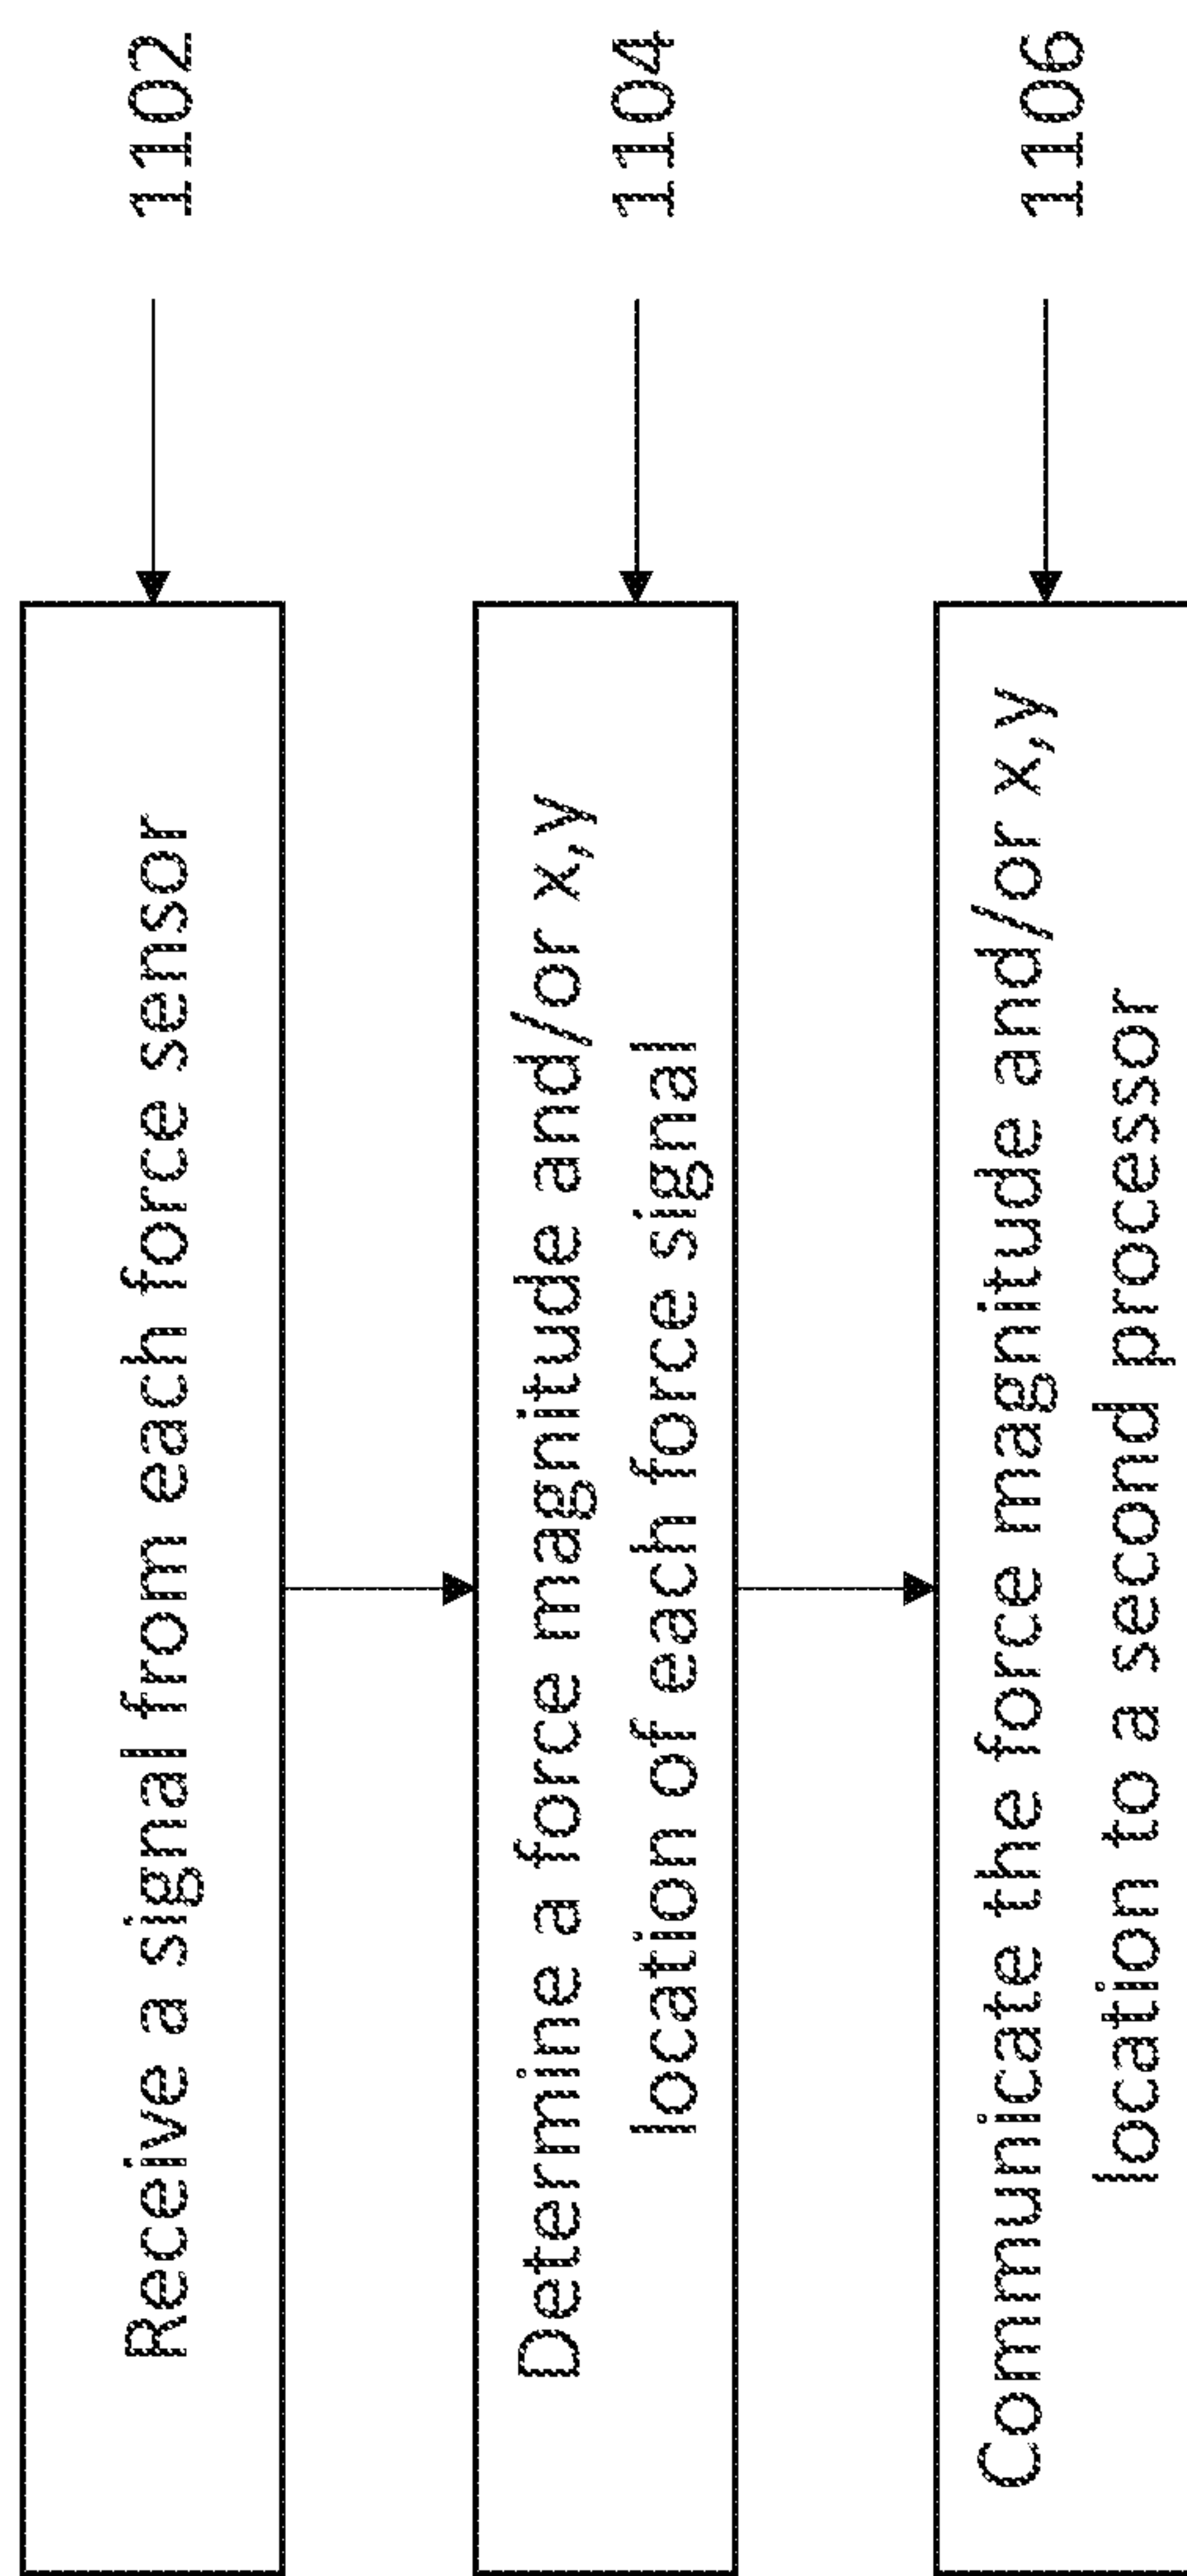 Receive a signal from each force sensor
1102
Determine a force magnitude and/or x,y
location of each force signal
1104
Communicate the force magnitude and/or x,y
location to a second processor
1106